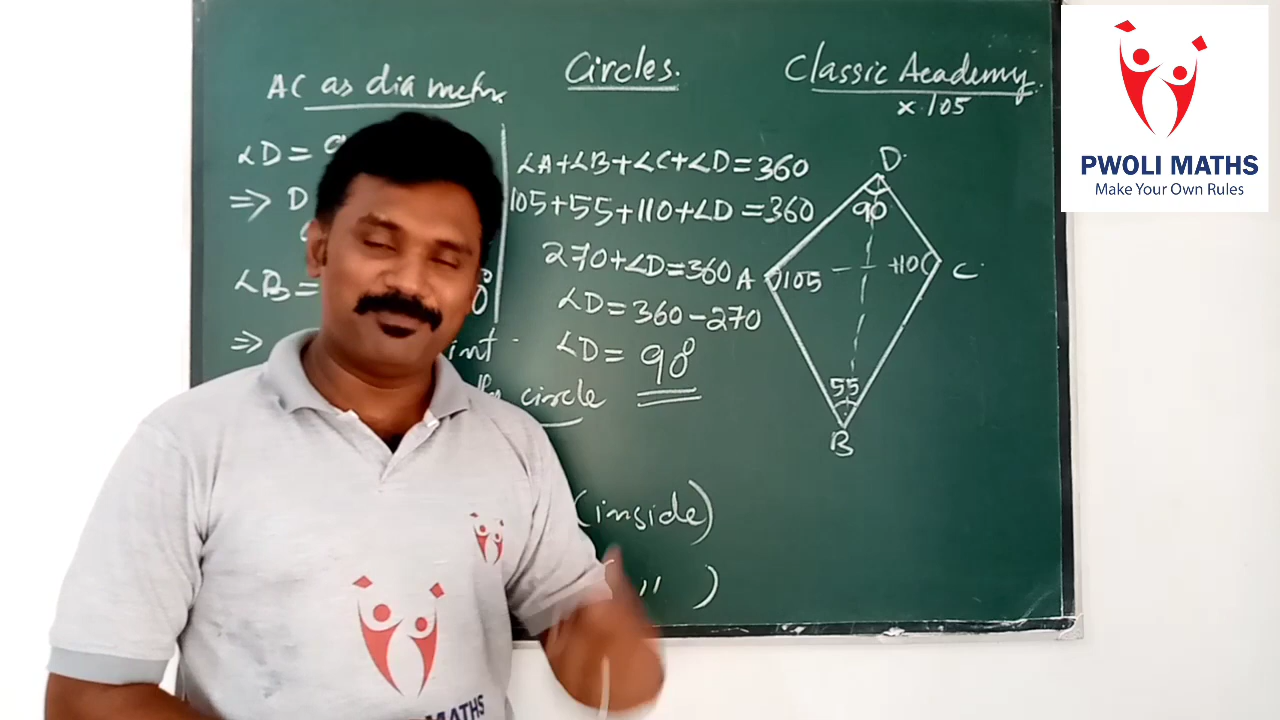 Circles.
Classic Academy
x.105
AC as diameter
∠D =
⇒ D
∠B =
⇒
circle
∠A+∠B+∠C+∠D=360
105+55+110+∠D=360
270+∠D=360
∠D=360-270
∠D= 90°
(inside)
( " )
D
90
A
105
110
C
55
B
PWOLI MATHS
Make Your Own Rules
MATHS